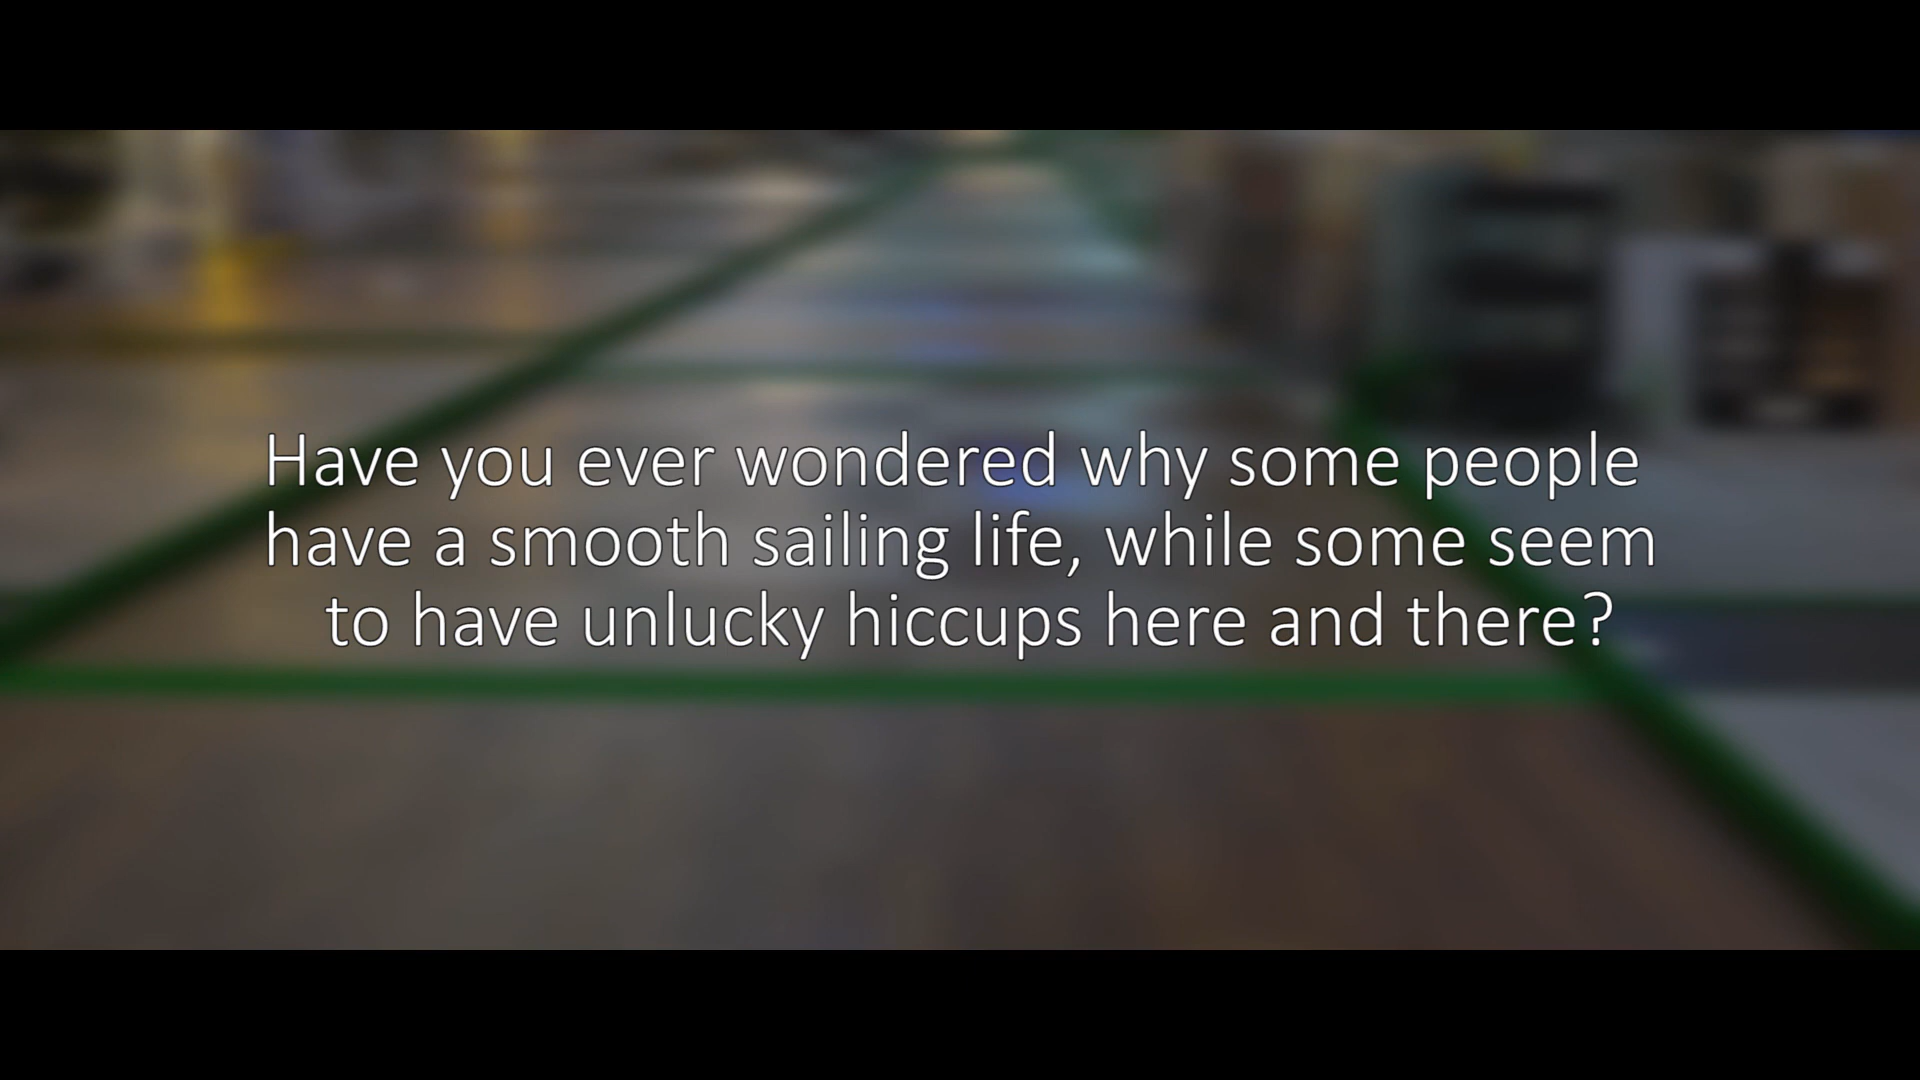 Have you ever wondered why some people
have a smooth sailing life, while some seem
to have unlucky hiccups here and there?